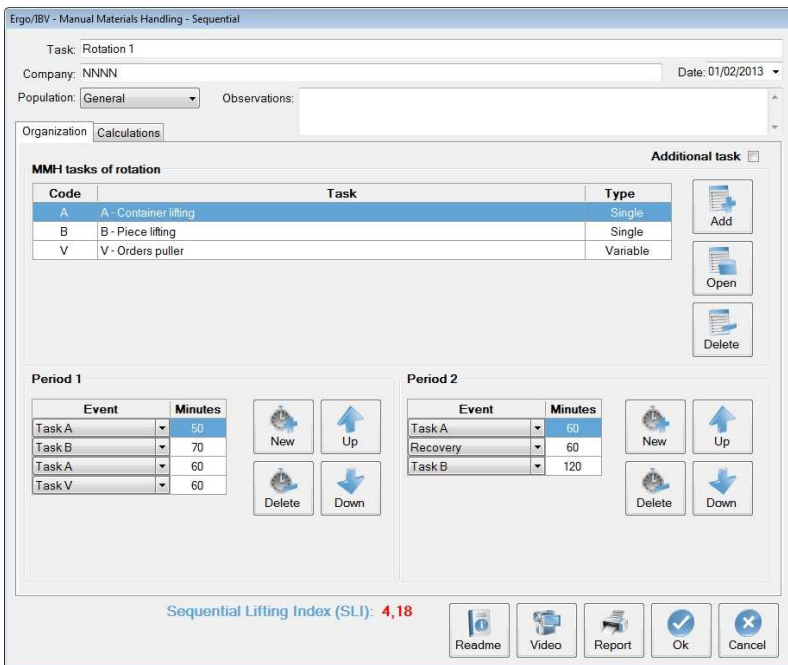 Ergo/IBV - Manual Materials Handling - Sequential
Task: Rotation 1
Company: NNNN Date: 01/02/2013
Population: General Observations:
Organization Calculations
Additional task
MMH tasks of rotation
Code Task Type
A A - Container lifting Single
B B - Piece lifting Single
V V - Orders puller Variable
Add
Open
Delete
Period 1
Event Minutes
Task A 50
Task B 70
Task A 60
Task V 60
New Up
Delete Down
Period 2
Event Minutes
Task A 60
Recovery 60
Task B 120
New Up
Delete Down
Sequential Lifting Index (SLI): 4,18
Readme Video Report Ok Cancel